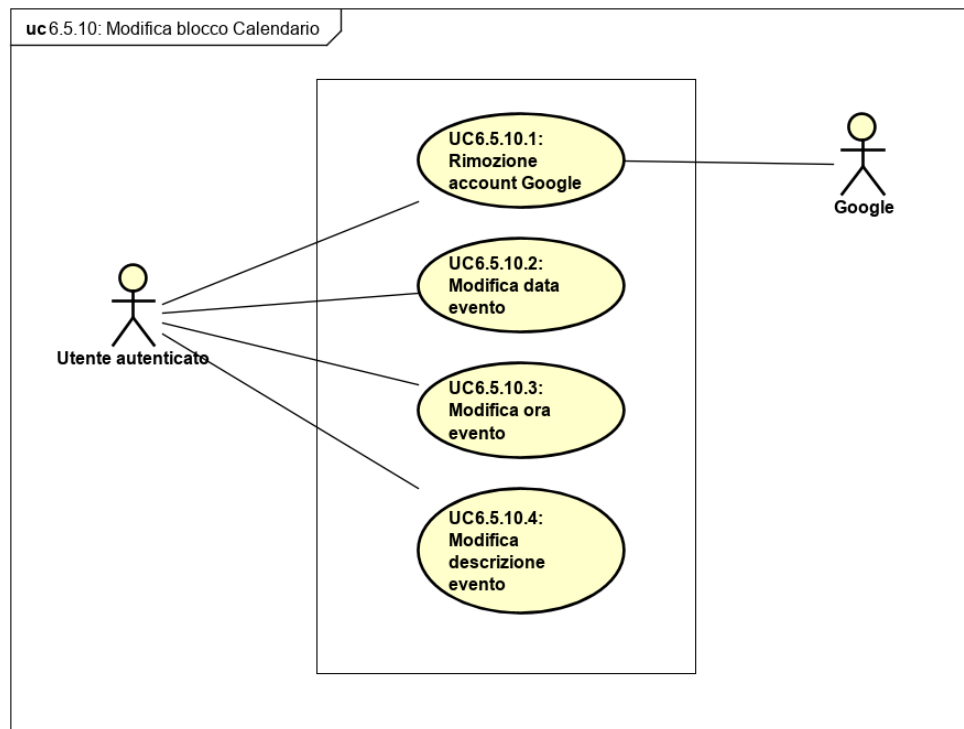 uc 6.5.10: Modifica blocco Calendario
UC6.5.10.1:
Rimozione
account Google
Google
UC6.5.10.2:
Modifica data
evento
Utente autenticato
UC6.5.10.3:
Modifica ora
evento
UC6.5.10.4:
Modifica
descrizione
evento